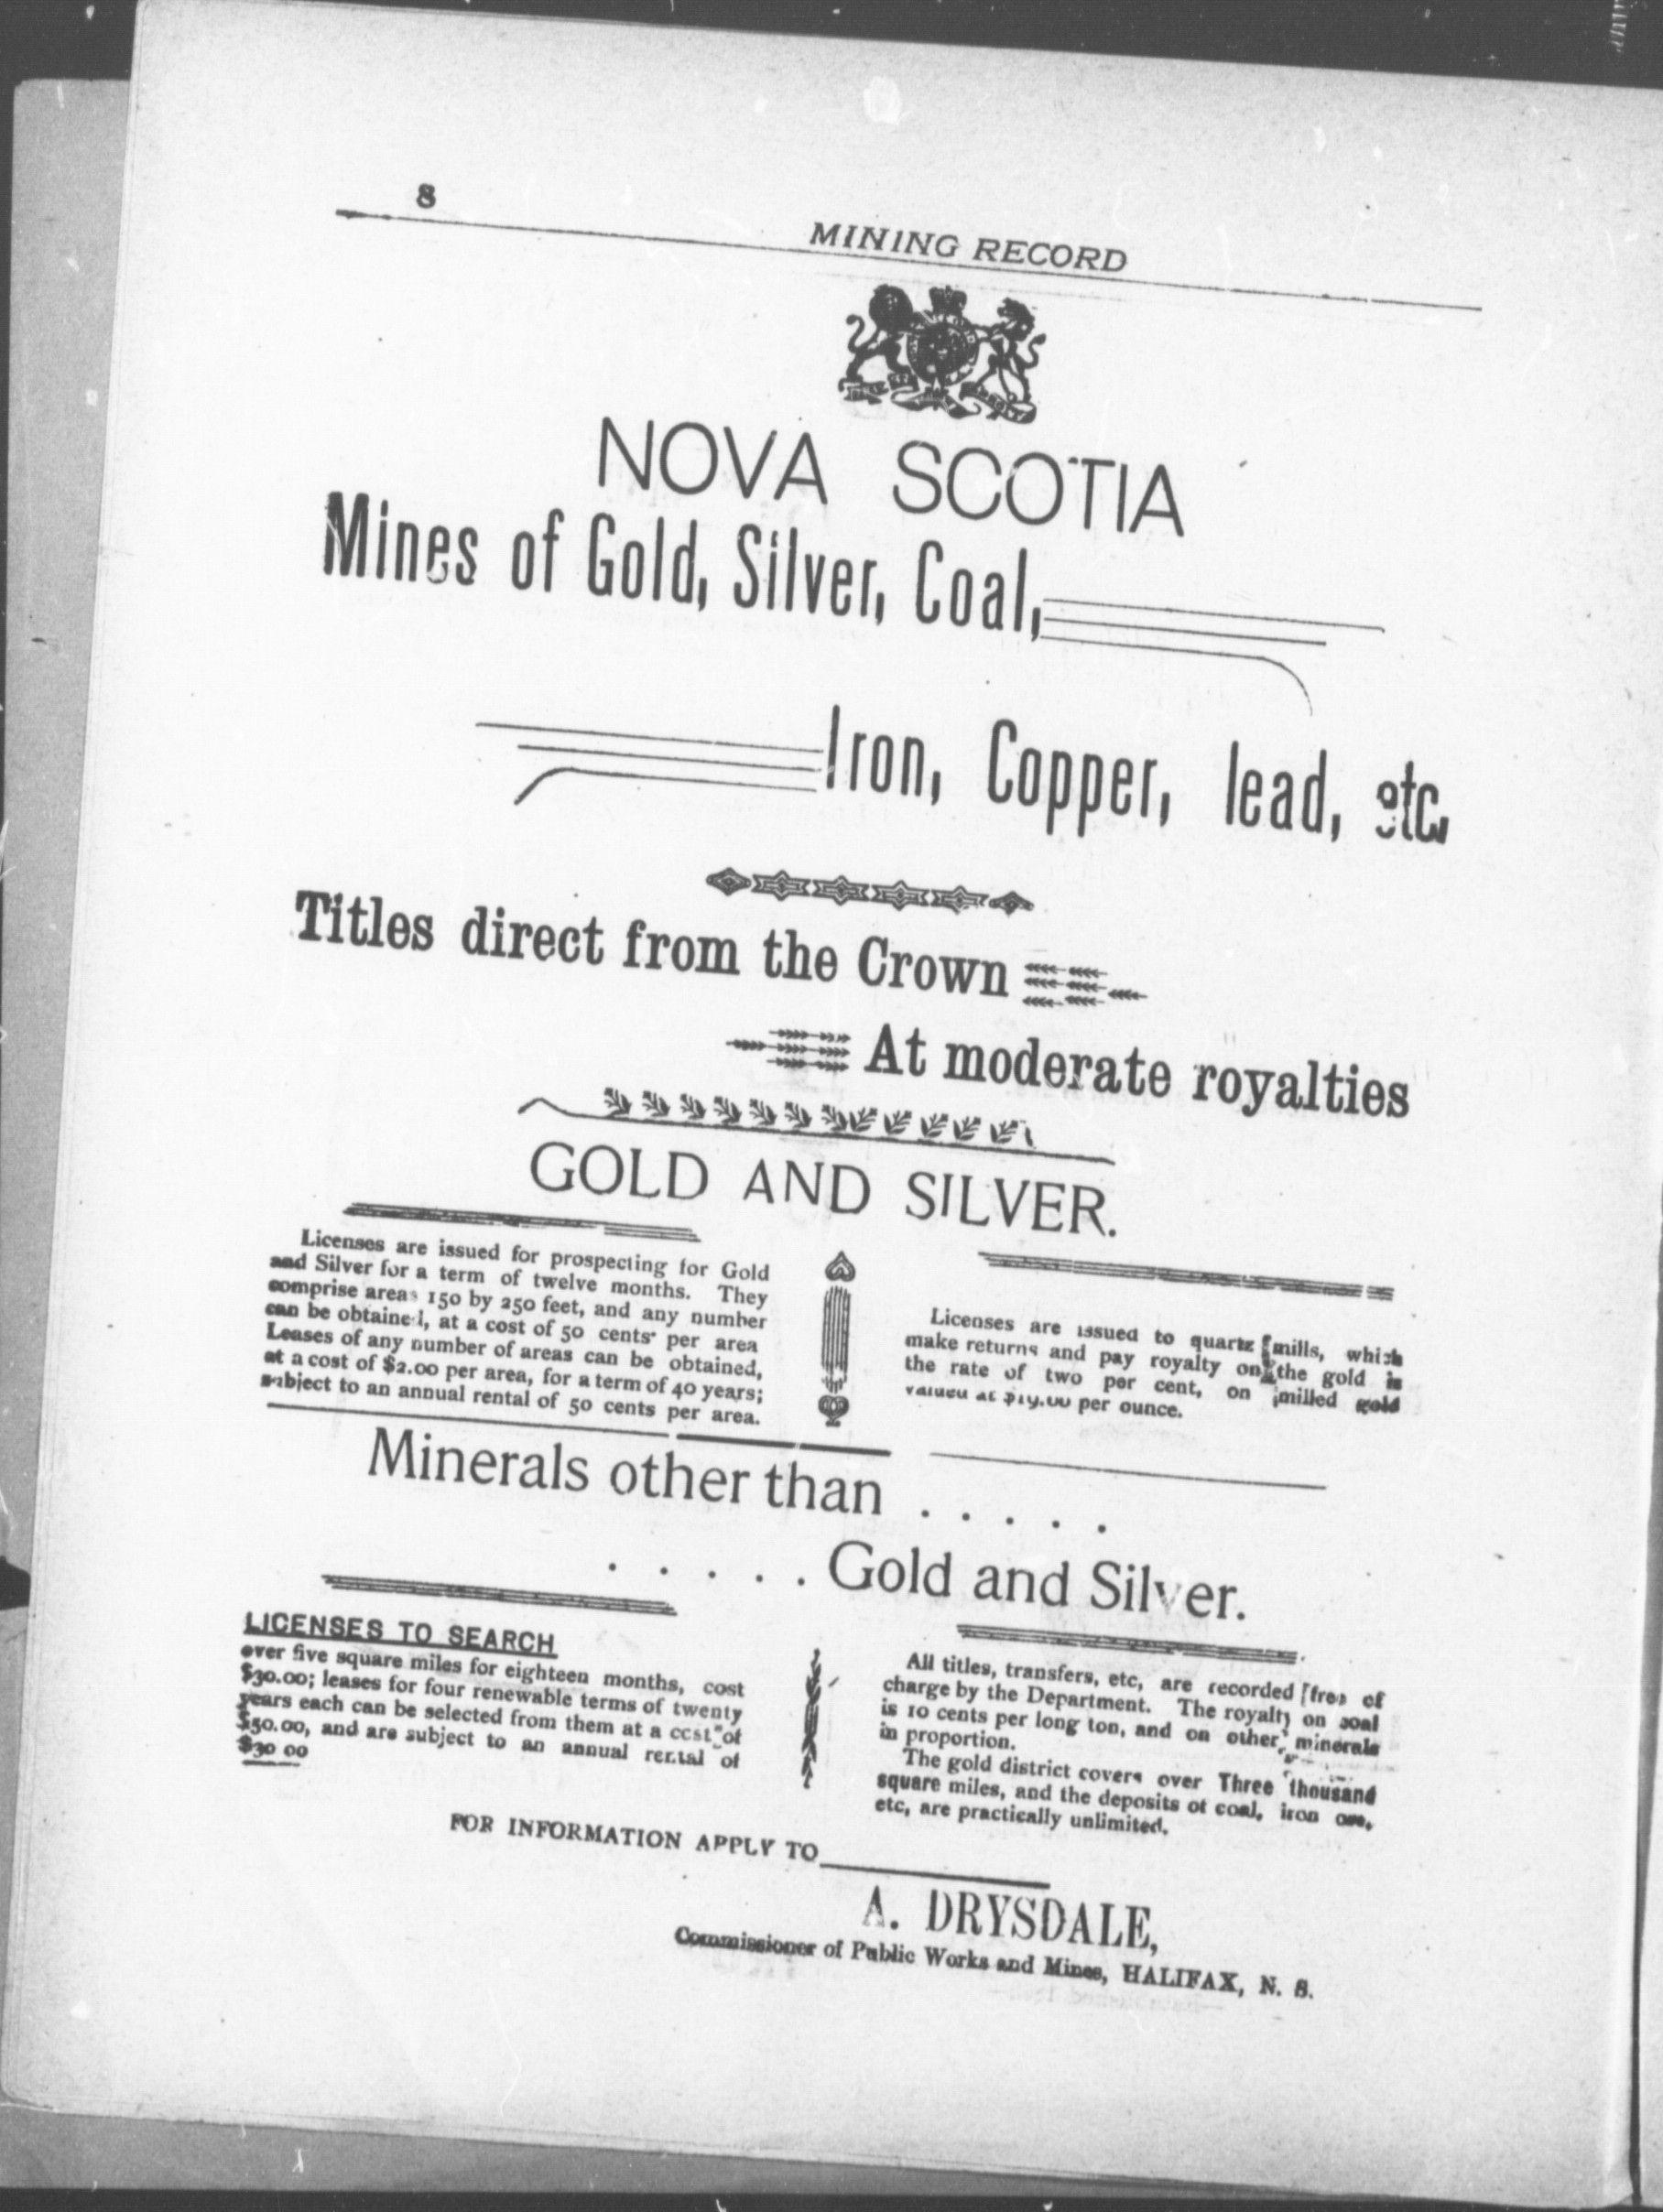 8
MINING RECORD
NOVA SCOTIA
Mines of Gold, Silver, Coal,
Iron, Copper, lead, etc.
Titles direct from the Crown
At moderate royalties
GOLD AND SILVER.
Licenses are issued for prospecting for Gold
and Silver for a term of twelve months. They
comprise areas 150 by 250 feet, and any number
can be obtained, at a cost of 50 cents per area
Leases of any number of areas can be obtained,
at a cost of $2.00 per area, for a term of 40 years;
subject to an annual rental of 50 cents per area.
Licenses are issued to quartz mills, which
make returns and pay royalty on the gold is
the rate of two per cent, on milled gold
valued at $19.00 per ounce.
Minerals other than . . . . .
. . . . . Gold and Silver.
LICENSES TO SEARCH
over five square miles for eighteen months, cost
$30.00; leases for four renewable terms of twenty
years each can be selected from them at a cost of
$50.00, and are subject to an annual rental of
$30 00
All titles, transfers, etc, are recorded free of
charge by the Department. The royalty on coal
is 10 cents per long ton, and on other minerals
in proportion.
The gold district covers over Three thousand
square miles, and the deposits of coal, iron ore,
etc, are practically unlimited.
FOR INFORMATION APPLY TO
A. DRYSDALE,
Commissioner of Public Works and Mines, HALIFAX, N. S.